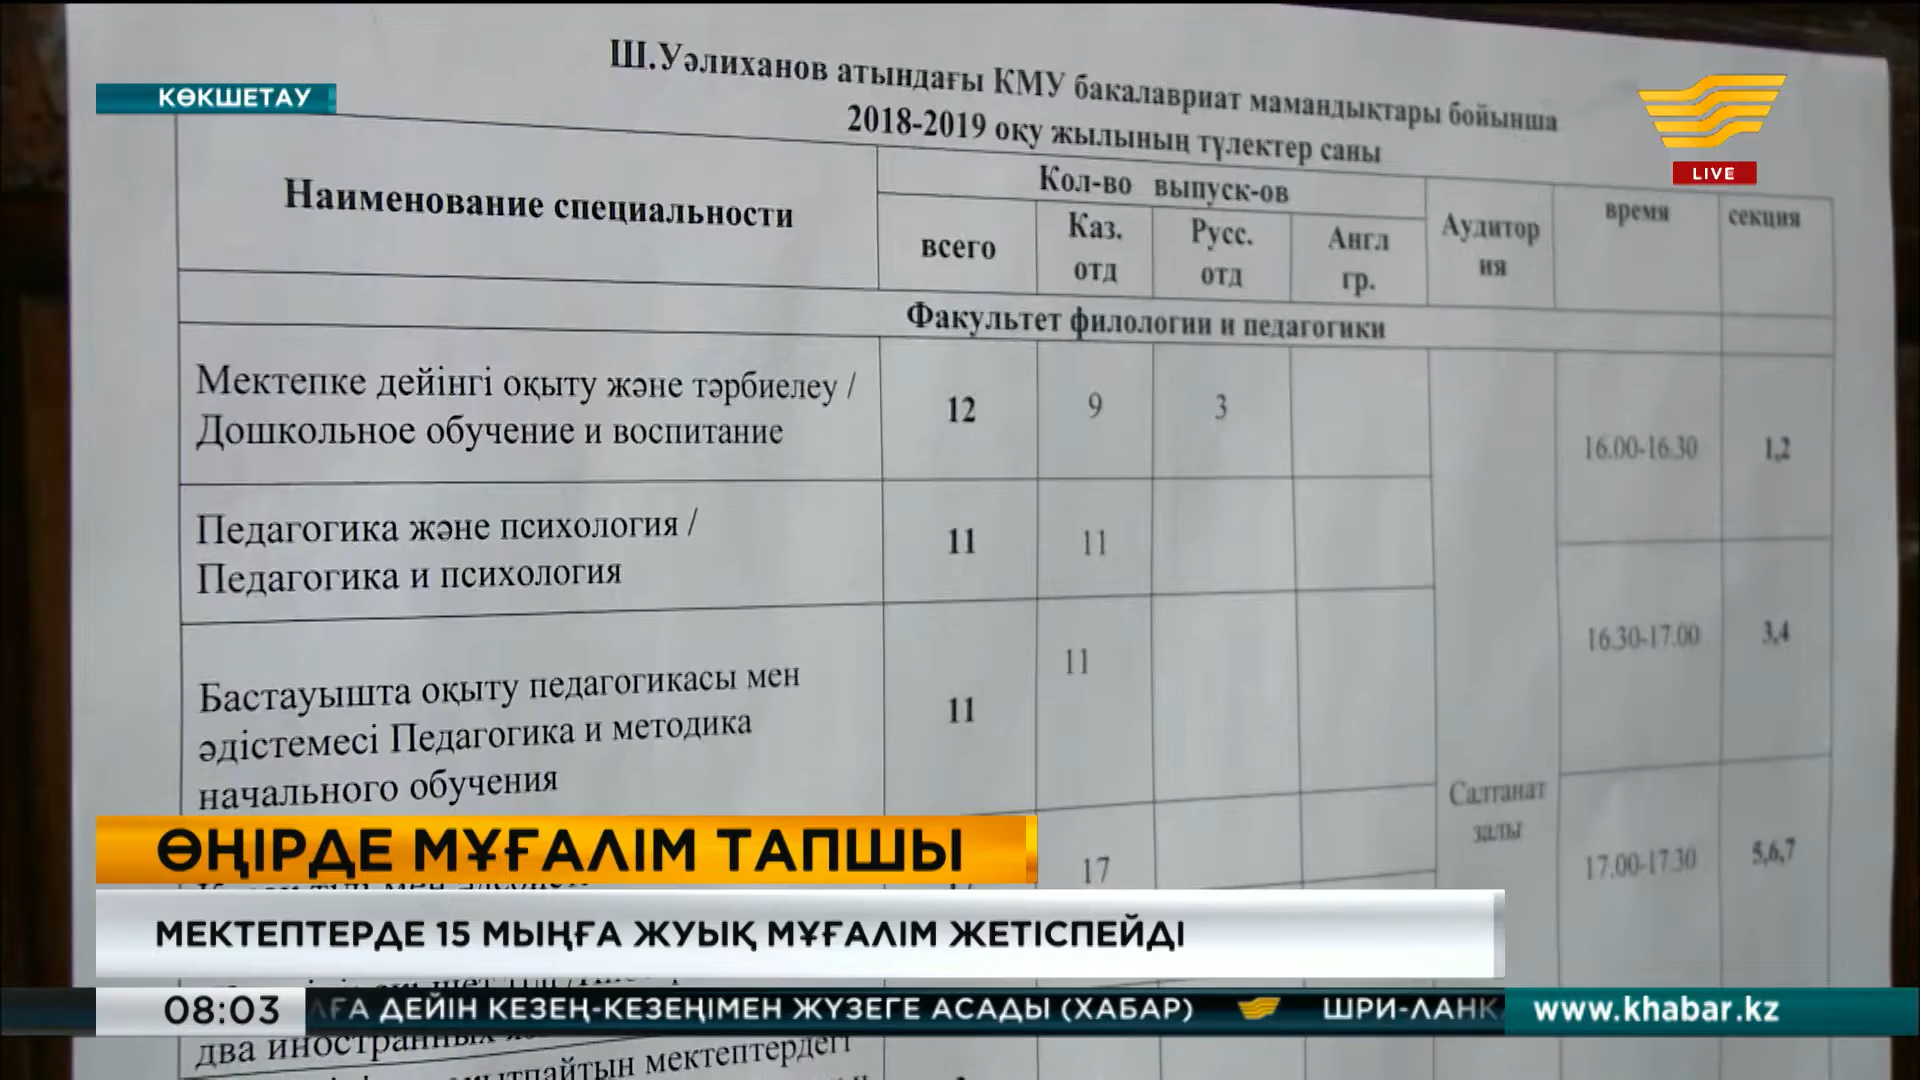 Ш.Уәлиханов атындағы КМУ бакалавриат мамандықтары бойынша
2018-2019 оқу жылының түлектер саны
КӨКШЕТАУ
LIVE
Наименование специальности
Кол-во выпуск-ов
всего
Каз.
отд
Русс.
отд
Англ
гр.
Аудитор
ия
время
секция
Факультет филологии и педагогики
Мектепке дейінгі оқыту және тәрбиелеу /
Дошкольное обучение и воспитание
12
9
3
16.00-16.30
1,2
Педагогика және психология /
Педагогика и психология
11
11
16.30-17.00
3,4
Бастауышта оқыту педагогикасы мен
әдістемесі Педагогика и методика
начального обучения
11
11
Салтанат
залы
17
17.00-17.30
5,6,7
ӨҢІРДЕ МҰҒАЛІМ ТАПШЫ
МЕКТЕПТЕРДЕ 15 МЫҢҒА ЖУЫҚ МҰҒАЛІМ ЖЕТІСПЕЙДІ
08:03
ҒА ДЕЙІН КЕЗЕҢ-КЕЗЕҢІМЕН ЖҮЗЕГЕ АСАДЫ (ХАБАР) ШРИ-ЛАНК
www.khabar.kz
два иностранных
мектептердегі